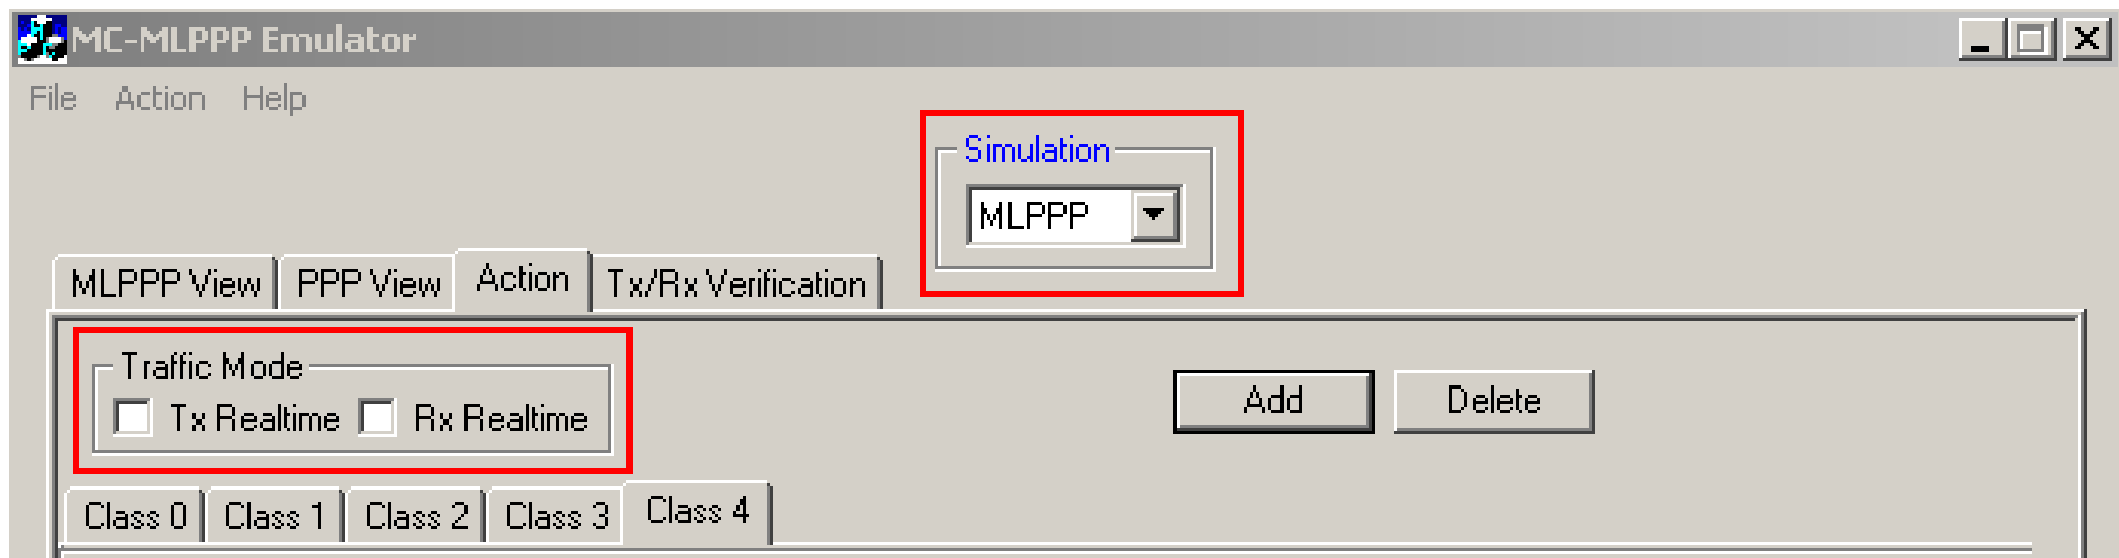 MC-MLPPP Emulator
File Action Help
Simulation
MLPPP
MLPPP View PPP View Action Tx/Rx Verification
Traffic Mode
Tx Realtime Rx Realtime
Add Delete
Class 0 Class 1 Class 2 Class 3 Class 4